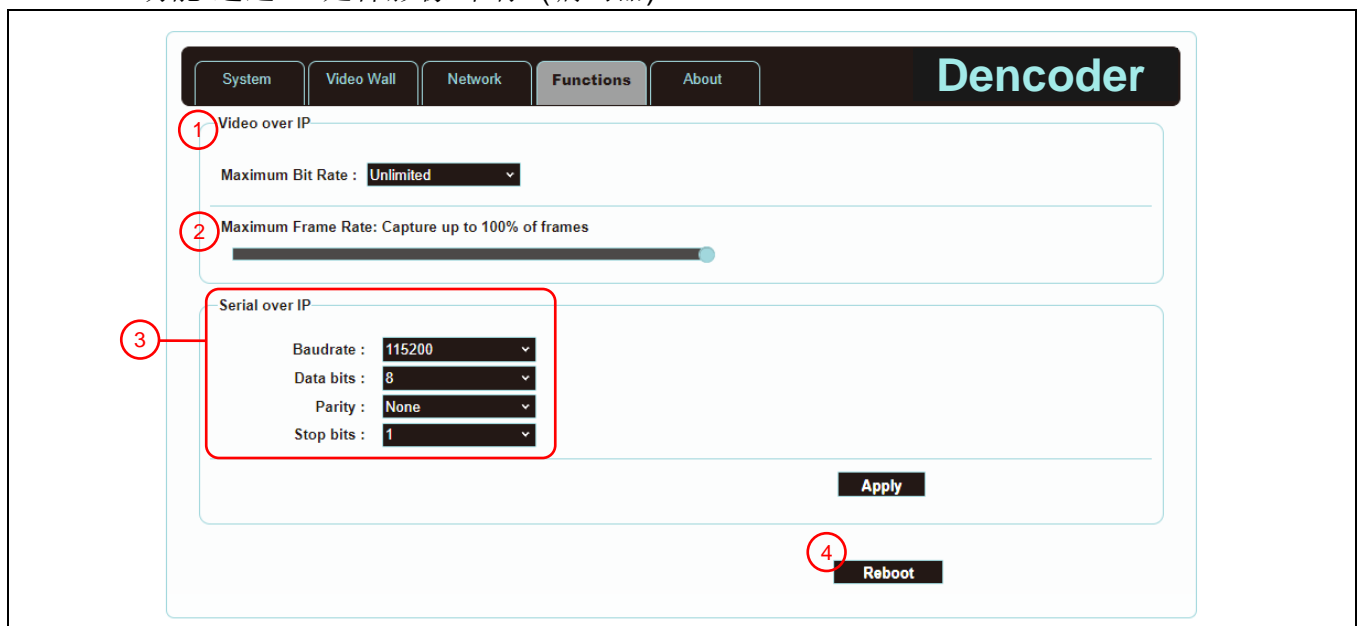 System Video Wall Network Functions About Dencoder
1 Video over IP
Maximum Bit Rate : Unlimited
2 Maximum Frame Rate: Capture up to 100% of frames
Serial over IP
3
Baudrate : 115200
Data bits : 8
Parity : None
Stop bits : 1
Apply
4
Reboot